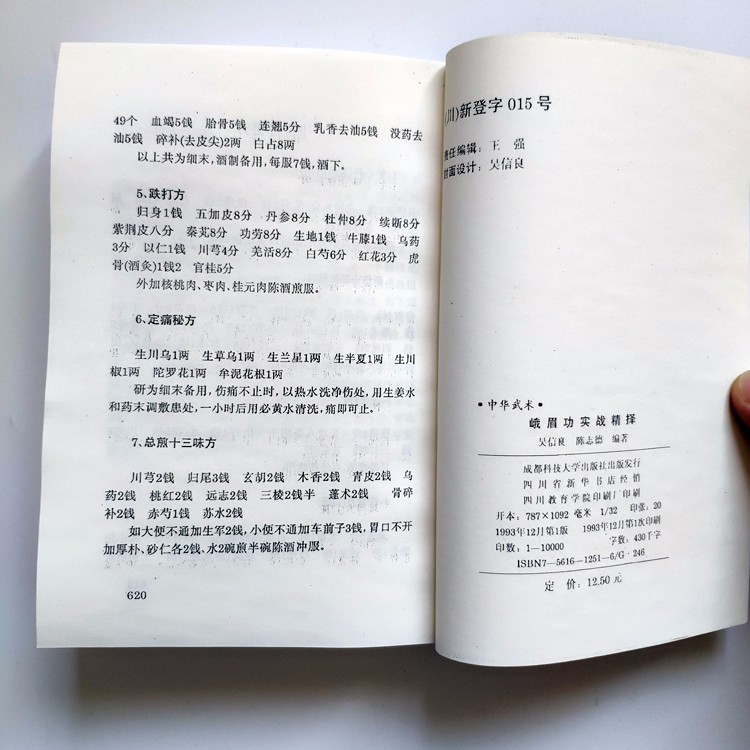 49个 血竭5钱 胎骨5钱 连翘5分 乳香去油5钱 没药去
油5钱 碎补(去皮尖)2两 白占8两
以上共为细末,酒制备用,每服7钱,酒下。
5、跌打方
归身1钱 五加皮8分 丹参8分 杜仲8分 续断8分
紫荆皮八分 秦艽8分 功劳8分 生地1钱 牛膝1钱 乌药
3分 以仁1钱 川芎4分 羌活8分 白芍6分 红花3分 虎
骨(酒灸)1钱2 官桂5分
外加核桃肉、枣肉、桂元肉陈酒煎服。
6、定痛秘方
生川乌1两 生草乌1两 生兰星1两 生半夏1两 生川
椒1两 陀罗花1两 牟泥花根1两
研为细末备用,伤痛不止时,以热水洗净伤处,用生姜水
和药末调敷患处,一小时后用必黄水清洗,痛即可止。
7、总煎十三味方
川芎2钱 归尾3钱 玄胡2钱 木香2钱 青皮2钱 乌
药2钱 桃红2钱 远志2钱 三棱2钱半 蓬术2钱 骨碎
补2钱 赤芍1钱 苏水2钱
如大便不通加生军2钱,小便不通加车前子3钱,胃口不开
加厚朴、砂仁各2钱、水2碗煎半碗陈酒冲服。
620
(川)新登字015号
责任编辑:王 强
封面设计:吴信良
·中华武术·
峨眉功实战精择
吴信良 陈志德 编著
成都科技大学出版社出版发行
四川省新华书店经销
四川教育学院印刷厂印刷
开本:787×1092 毫米 1/32 印张:20
1993年12月第1版 1993年12月第1次印刷
印数:1-10000 字数:430千字
ISBN7-5616-1251-6/G·246
定 价:12.50 元